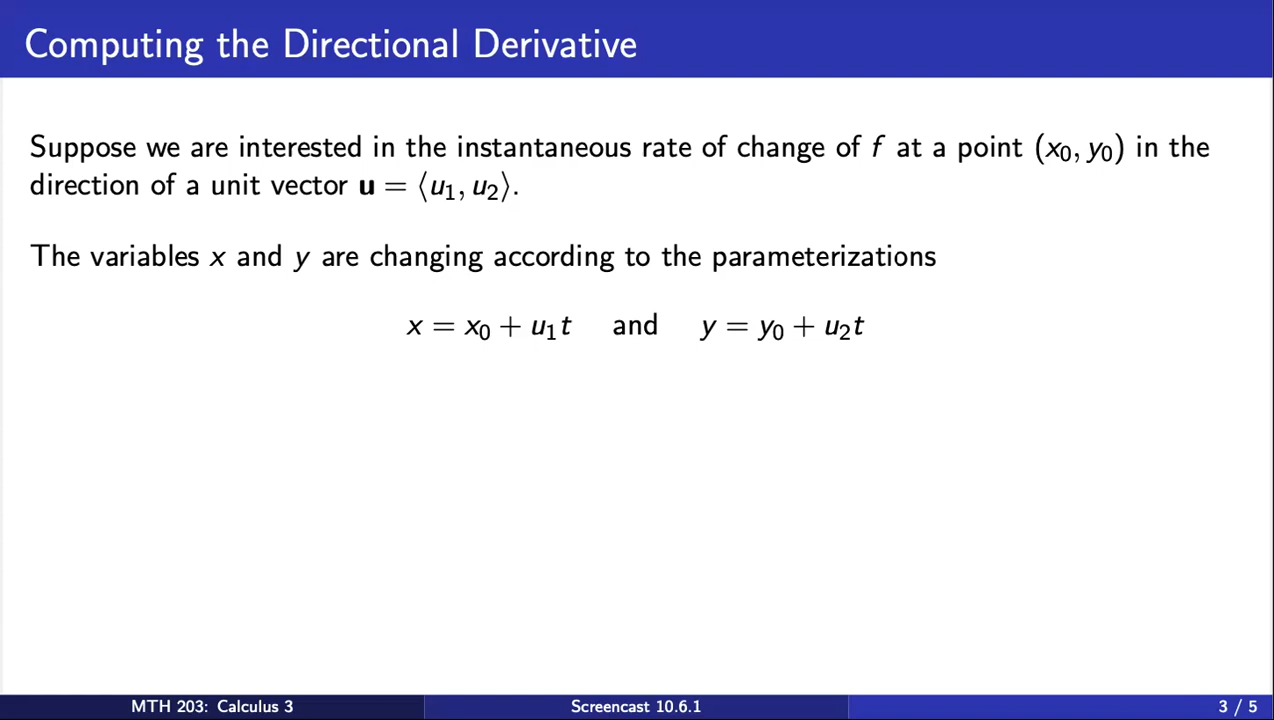 Computing the Directional Derivative
Suppose we are interested in the instantaneous rate of change of f at a point (x₀, y₀) in the
direction of a unit vector u = ⟨u₁, u₂⟩.
The variables x and y are changing according to the parameterizations
x = x₀ + u₁t and y = y₀ + u₂t
MTH 203: Calculus 3 Screencast 10.6.1 3 / 5